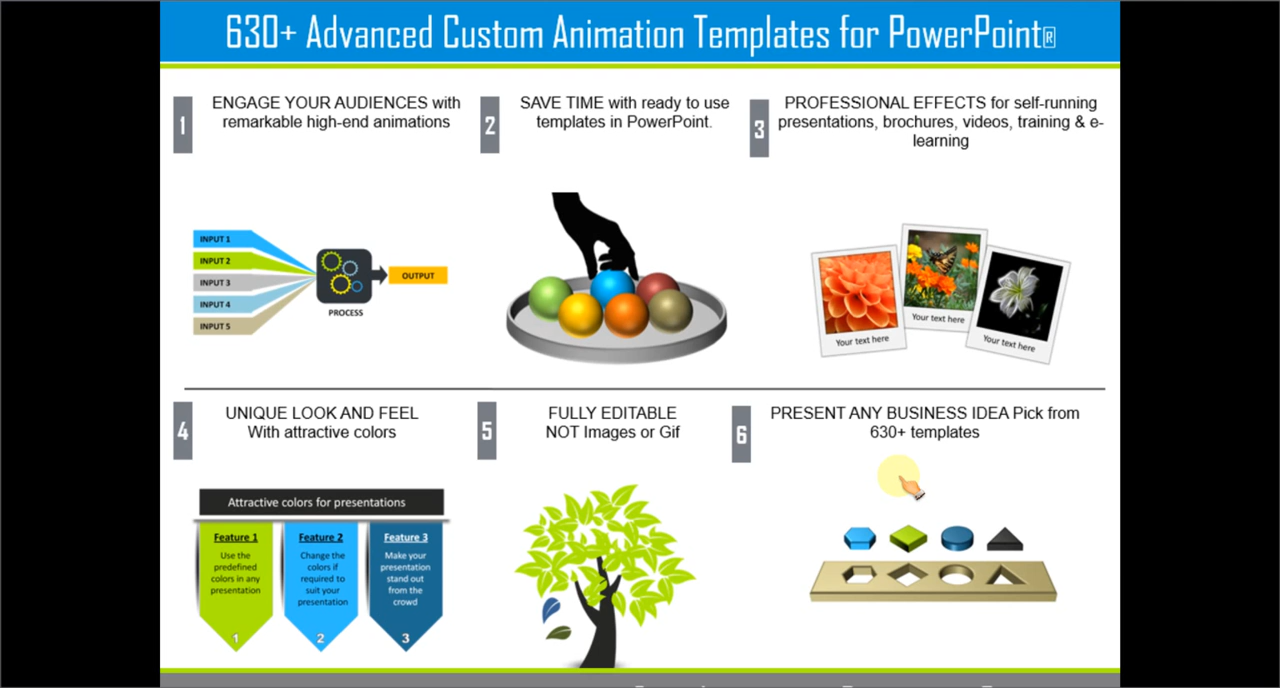 630+ Advanced Custom Animation Templates for PowerPoint®
1
ENGAGE YOUR AUDIENCES with
remarkable high-end animations
2
SAVE TIME with ready to use
templates in PowerPoint.
3
PROFESSIONAL EFFECTS for self-running
presentations, brochures, videos, training & e-
learning
INPUT 1
INPUT 2
INPUT 3
INPUT 4
INPUT 5
PROCESS
OUTPUT
Your text here
Your text here
Your text here
4
UNIQUE LOOK AND FEEL
With attractive colors
5
FULLY EDITABLE
NOT Images or Gif
6
PRESENT ANY BUSINESS IDEA Pick from
630+ templates
Attractive colors for presentations
Feature 1
Use the
predefined
colors in any
presentation
1
Feature 2
Change the
colors if
required to
suit your
presentation
2
Feature 3
Make your
presentation
stand out
from the
crowd
3